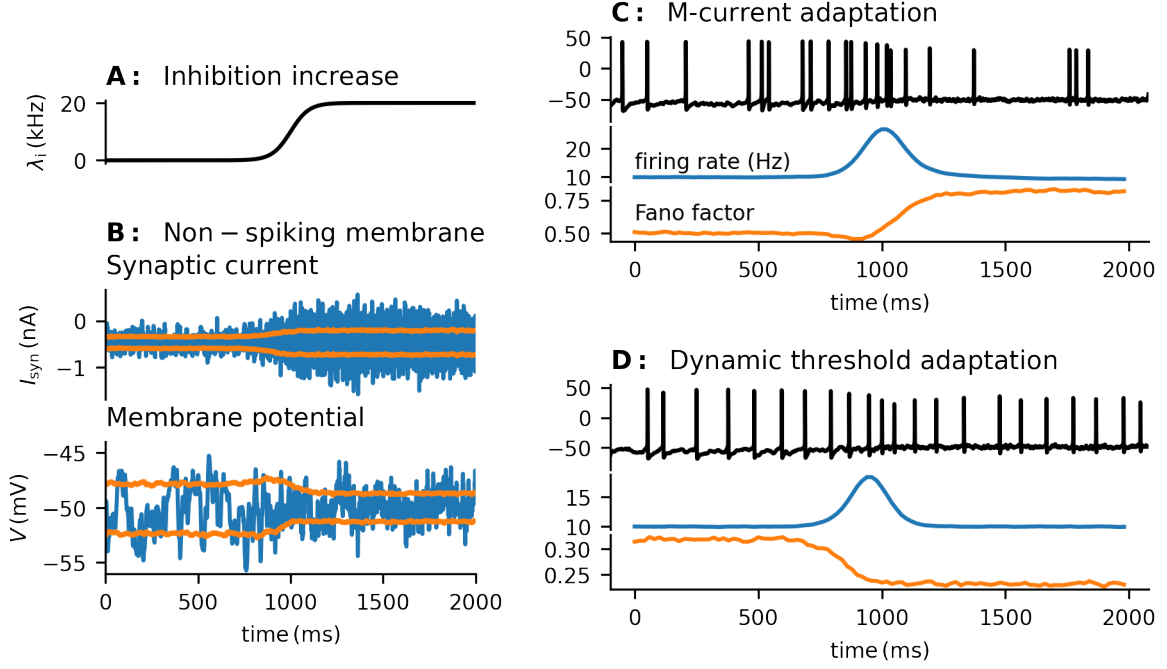 A: Inhibition increase
λi (kHz)
20
0
B: Non − spiking membrane
Synaptic current
Isyn (nA)
0
−1
Membrane potential
V (mV)
−45
−50
−55
0 500 1000 1500 2000
time (ms)
C: M-current adaptation
50
0
−50
20
firing rate (Hz)
10
0.75
Fano factor
0.50
0 500 1000 1500 2000
time (ms)
D: Dynamic threshold adaptation
50
0
−50
15
10
0.30
0.25
0 500 1000 1500 2000
time (ms)